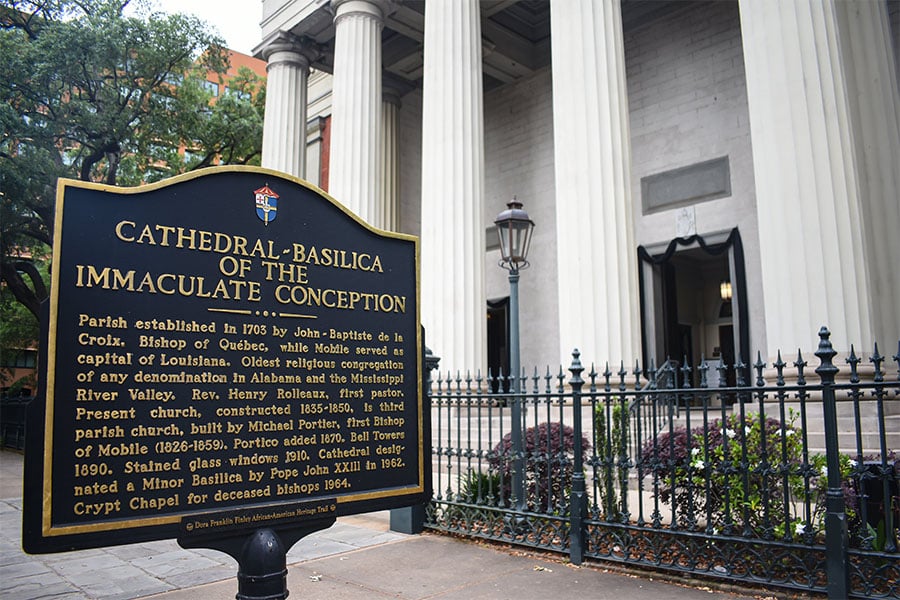 CATHEDRAL-BASILICA
OF THE
IMMACULATE CONCEPTION
Parish established in 1703 by John-Baptiste de la
Croix. Bishop of Québec, while Mobile served as
capital of Louisiana. Oldest religious congregation
of any denomination in Alabama and the Mississippi
River Valley. Rev. Henry Rolleaux, first pastor.
Present church, constructed 1835-1850, is third
parish church, built by Michael Portier, first Bishop
of Mobile (1826-1859). Portico added 1870. Bell Towers
1890. Stained glass windows 1910. Cathedral desig-
nated a Minor Basilica by Pope John XXIII in 1962.
Crypt Chapel for deceased bishops 1964.
Dora Franklin Finley African-American Heritage Trail